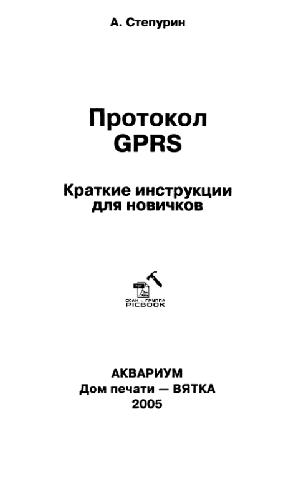 А. Степурин
Протокол
GPRS
Краткие инструкции
для новичков
PICBOOK
АКВАРИУМ
Дом печати — ВЯТКА
2005